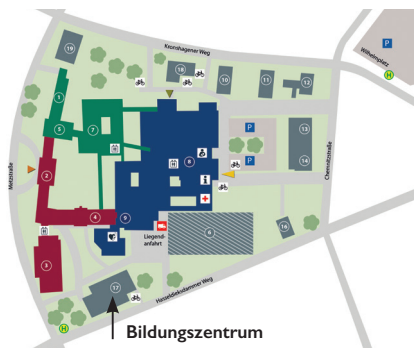 Kronshagener Weg
Wilhelmplatz
P
H
19
18
10
11
12
1
5
7
P
13
8
2
P
14
Metzstraße
Chemnitzstraße
i
4
9
Liegend-
anfahrt
6
16
3
17
Hasseldieksdammer Weg
H
Bildungszentrum